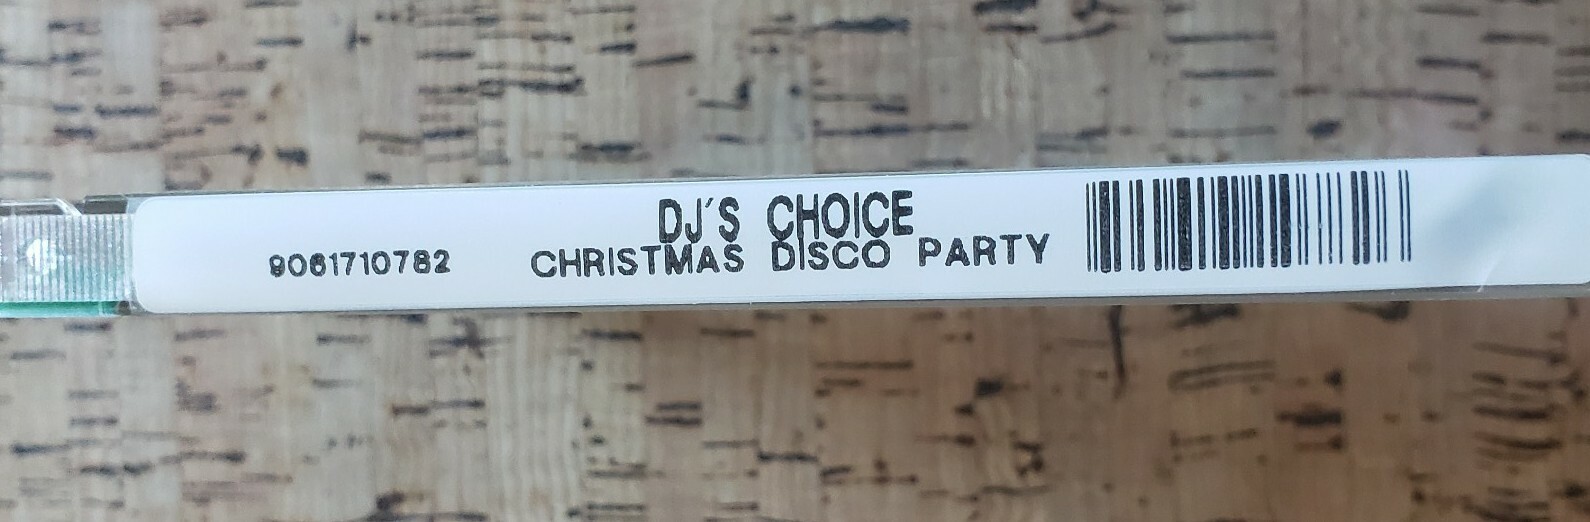 DJ'S CHOICE
9061710782 CHRISTMAS DISCO PARTY